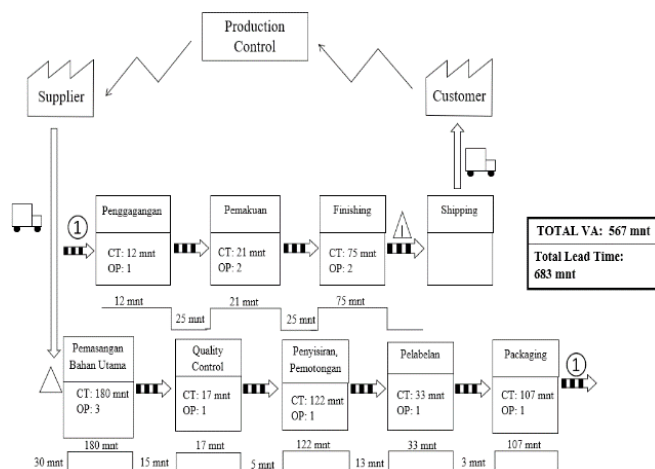 Production
Control
Supplier
Customer
1
Penggagangan
Pemakuan
Finishing
I
Shipping
CT: 12 mnt
OP: 1
CT: 21 mnt
OP: 2
CT: 75 mnt
OP: 2
TOTAL VA: 567 mnt
Total Lead Time:
683 mnt
12 mnt
21 mnt
75 mnt
25 mnt
25 mnt
Pemasangan
Bahan Utama
Quality
Control
Penyisiran,
Pemotongan
Pelabelan
Packaging
1
CT: 180 mnt
OP: 3
CT: 17 mnt
OP: 1
CT: 122 mnt
OP: 1
CT: 33 mnt
OP: 1
CT: 107 mnt
OP: 1
180 mnt
17 mnt
122 mnt
33 mnt
107 mnt
30 mnt
15 mnt
5 mnt
13 mnt
3 mnt